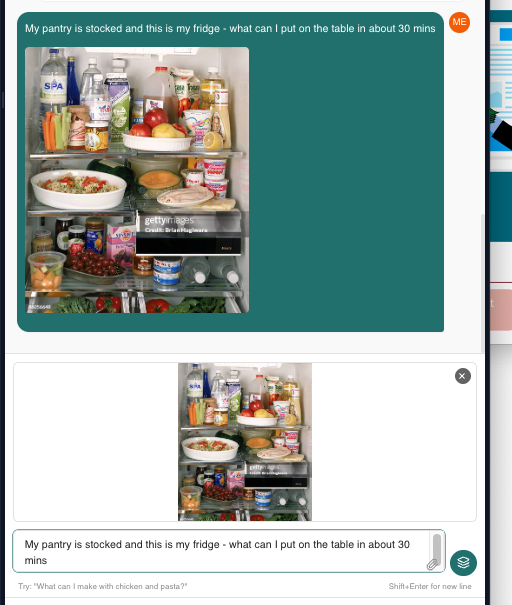 My pantry is stocked and this is my fridge - what can I put on the table in about 30 mins
ME
SPA
gettyimages
Credit: Brian Hagiwara
My pantry is stocked and this is my fridge - what can I put on the table in about 30
mins
Try: "What can I make with chicken and pasta?"
Shift+Enter for new line